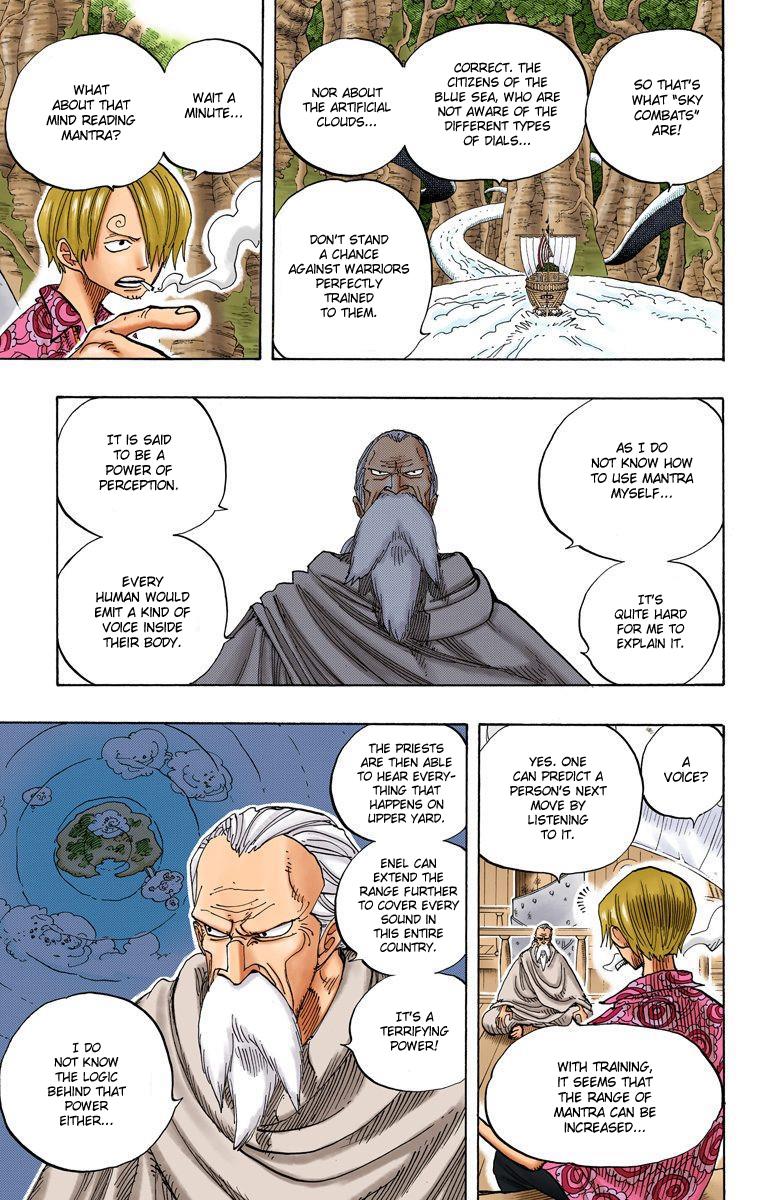 SO THAT'S
WHAT "SKY
COMBATS"
ARE!
CORRECT. THE
CITIZENS OF THE
BLUE SEA, WHO ARE
NOT AWARE OF THE
DIFFERENT TYPES
OF DIALS...
NOR ABOUT
THE ARTIFICIAL
CLOUDS...
DON'T STAND
A CHANCE
AGAINST WARRIORS
PERFECTLY
TRAINED
TO THEM.
WAIT A
MINUTE...
WHAT
ABOUT THAT
MIND READING
MANTRA?
AS I DO
NOT KNOW HOW
TO USE MANTRA
MYSELF...
IT'S
QUITE HARD
FOR ME TO
EXPLAIN IT.
IT IS SAID
TO BE A
POWER OF
PERCEPTION.
EVERY
HUMAN WOULD
EMIT A KIND OF
VOICE INSIDE
THEIR BODY.
A
VOICE?
YES. ONE
CAN PREDICT A
PERSON'S NEXT
MOVE BY
LISTENING
TO IT.
WITH TRAINING,
IT SEEMS THAT
THE RANGE OF
MANTRA CAN BE
INCREASED...
THE PRIESTS
ARE THEN ABLE
TO HEAR EVERY-
THING THAT
HAPPENS ON
UPPER YARD.
ENEL CAN
EXTEND THE
RANGE FURTHER
TO COVER EVERY
SOUND IN
THIS ENTIRE
COUNTRY.
IT'S A
TERRIFYING
POWER!
I DO
NOT KNOW
THE LOGIC
BEHIND THAT
POWER
EITHER...